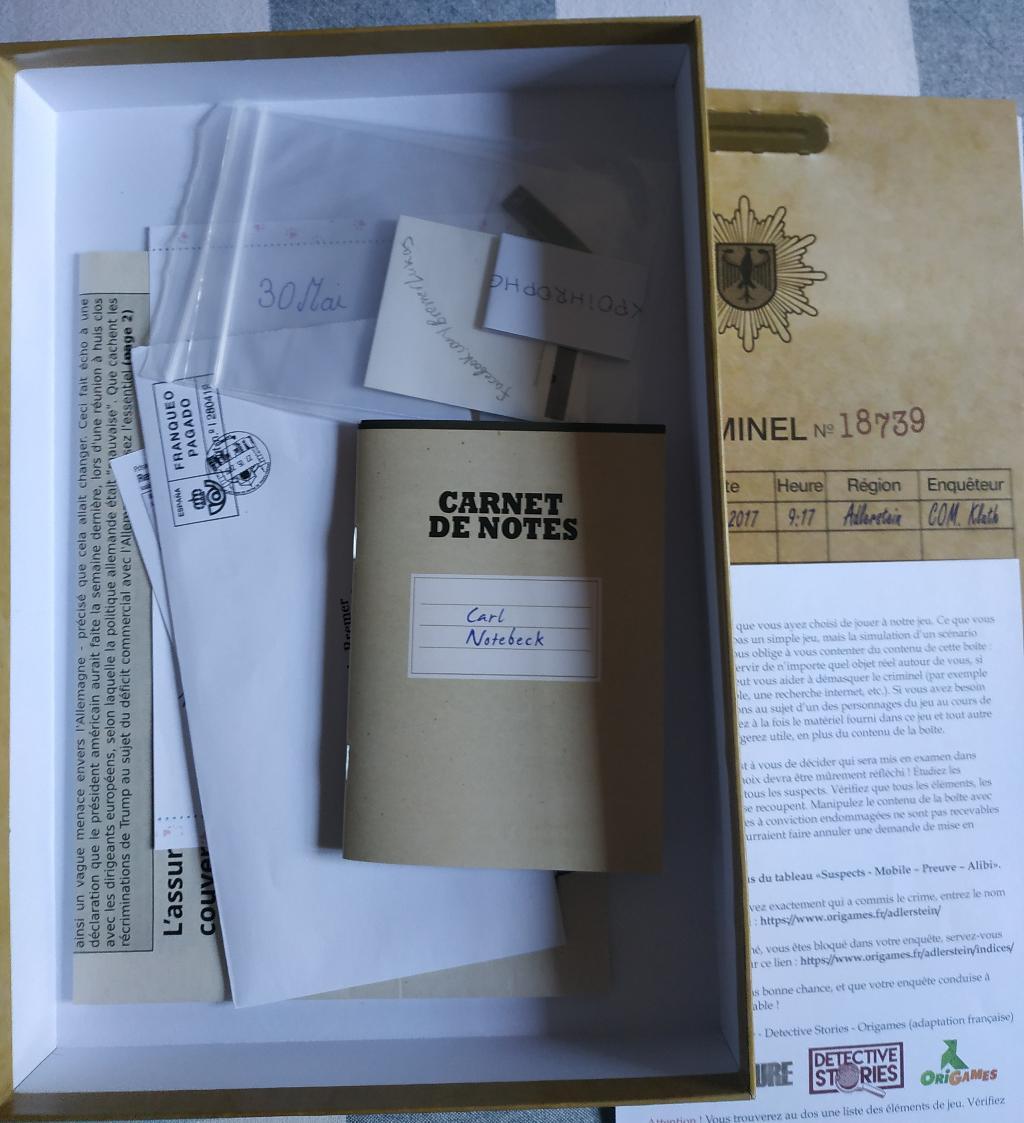 30 Mai
facebook.com/BremerLukas
ainsi un vague menace envers l'Allemagne - précisé que cela allait changer. Ceci fait écho à une
déclaration que le président américain aurait faite la semaine dernière, lors d'une réunion à huis clos
avec les dirigeants européens, selon laquelle la politique allemande était "mauvaise". Que cachent les
récriminations de Trump au sujet du déficit commercial avec l'Allem
sez l'essentiel (page 2)
L'assur
couver
ESPAÑA
FRANQUEO
PAGADO
Bremer
CARNET
DE NOTES
Carl
Notebeck
MINEL Nº 18739
te Heure Région Enquêteur
2017 9:17 Adlerstein COM. Kluth
que vous ayez choisi de jouer à notre jeu. Ce que vous
pas un simple jeu, mais la simulation d'un scénario
ous oblige à vous contenter du contenu de cette boîte :
ervir de n'importe quel objet réel autour de vous, si
eut vous aider à démasquer le criminel (par exemple
le, une recherche internet, etc.). Si vous avez besoin
ons au sujet d'un des personnages du jeu au cours de
ez à la fois le matériel fourni dans ce jeu et tout autre
gerez utile, en plus du contenu de la boîte.
t à vous de décider qui sera mis en examen dans
hoix devra être mûrement réfléchi ! Étudiez les
tous les suspects. Vérifiez que tous les éléments, les
se recoupent. Manipulez le contenu de la boîte avec
es à conviction endommagées ne sont pas recevables
urraient faire annuler une demande de mise en
ns du tableau «Suspects - Mobile – Preuve – Alibi».
vez exactement qui a commis le crime, entrez le nom
: https://www.origames.fr/adlerstein/
né, vous êtes bloqué dans votre enquête, servez-vous
r ce lien : https://www.origames.fr/adlerstein/indices/
s bonne chance, et que votre enquête conduise à
able !
- Detective Stories - Origames (adaptation française)
URE
DETECTIVE
STORIES
ORIGAMES
Attention ! Vous trouverez au dos une liste des éléments de jeu. Vérifiez